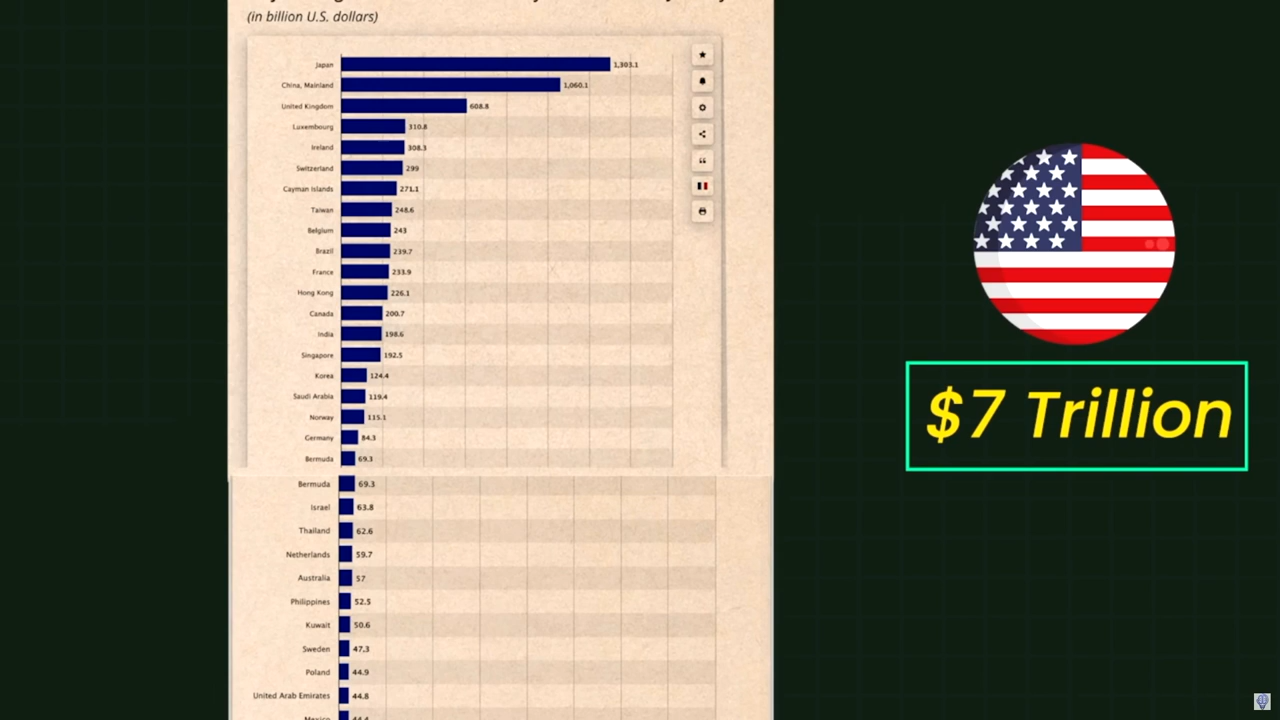 (in billion U.S. dollars)
Japan 1,303.1
China, Mainland 1,060.1
United Kingdom 608.8
Luxembourg 310.8
Ireland 308.3
Switzerland 299
Cayman Islands 271.1
Taiwan 248.6
Belgium 243
Brazil 239.7
France 233.9
Hong Kong 226.1
Canada 200.7
India 198.6
Singapore 192.5
Korea 124.4
Saudi Arabia 119.4
Norway 115.1
Germany 84.3
Bermuda 69.3
Bermuda 69.3
Israel 63.8
Thailand 62.6
Netherlands 59.7
Australia 57
Philippines 52.5
Kuwait 50.6
Sweden 47.3
Poland 44.9
United Arab Emirates 44.8
Mexico 44.4
$7 Trillion